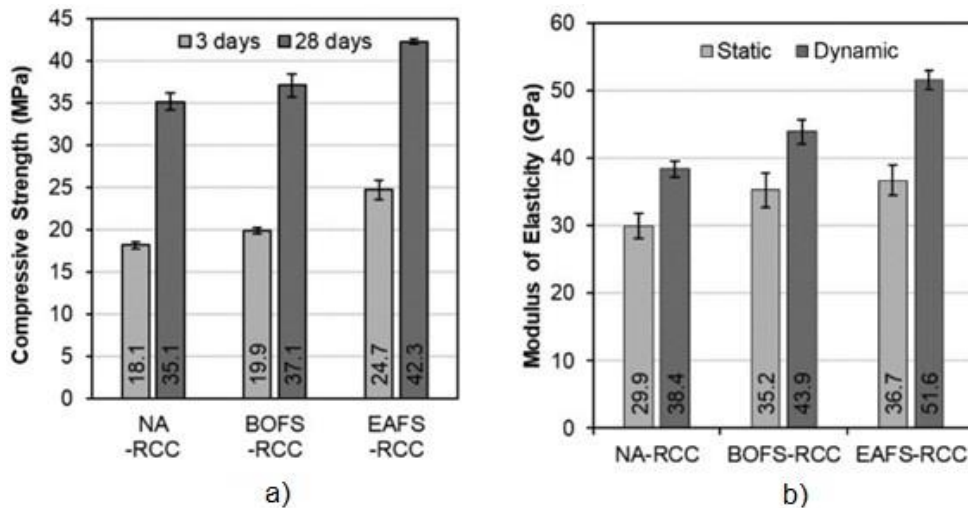 45
40
35
30
25
20
15
10
5
0
Compressive Strength (MPa)
3 days 28 days
18.1 35.1 19.9 37.1 24.7 42.3
NA BOFS EAFS
-RCC -RCC -RCC
a)
60
50
40
30
20
10
0
Modulus of Elasticity (GPa)
Static Dynamic
29.9 38.4 35.2 43.9 36.7 51.6
NA-RCC BOFS-RCC EAFS-RCC
b)